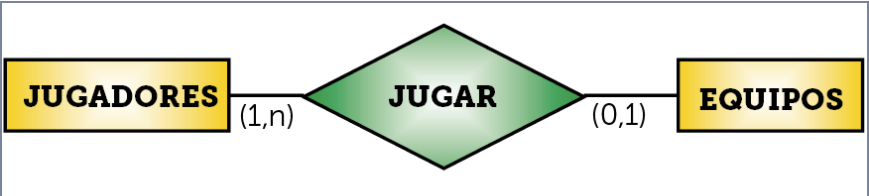 JUGADORES
JUGAR
EQUIPOS
(1,n)
(0,1)